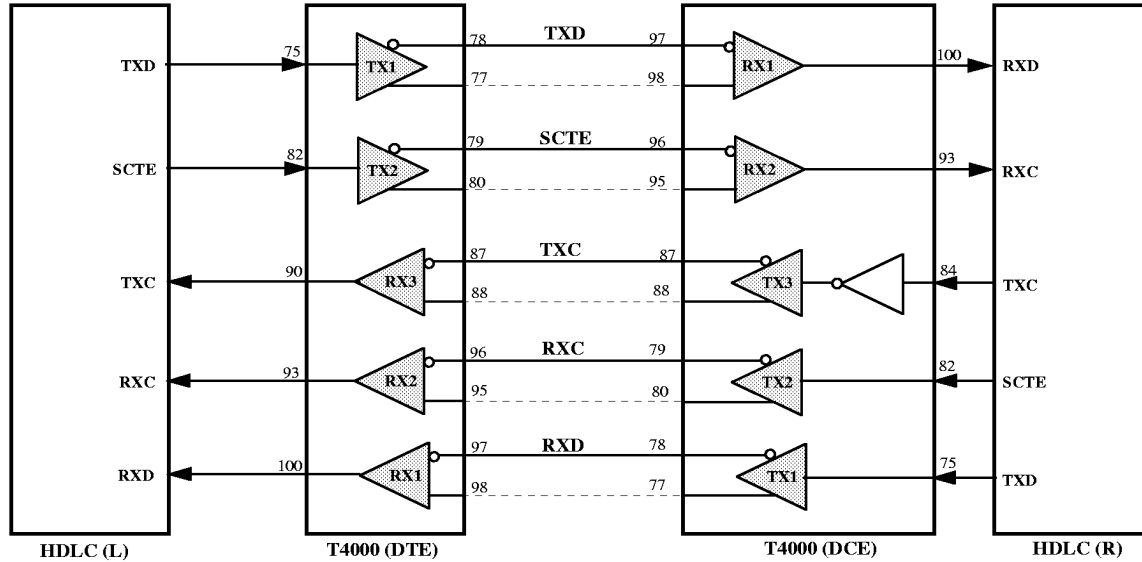 TXD 75 TX1 78 TXD 97 RX1 100 RXD
77 98
SCTE 82 TX2 79 SCTE 96 RX2 93 RXC
80 95
TXC 90 RX3 87 TXC 87 TX3 84 TXC
88 88
RXC 93 RX2 96 RXC 79 TX2 82 SCTE
95 80
RXD 100 RX1 97 RXD 78 TX1 75 TXD
98 77
HDLC (L) T4000 (DTE) T4000 (DCE) HDLC (R)